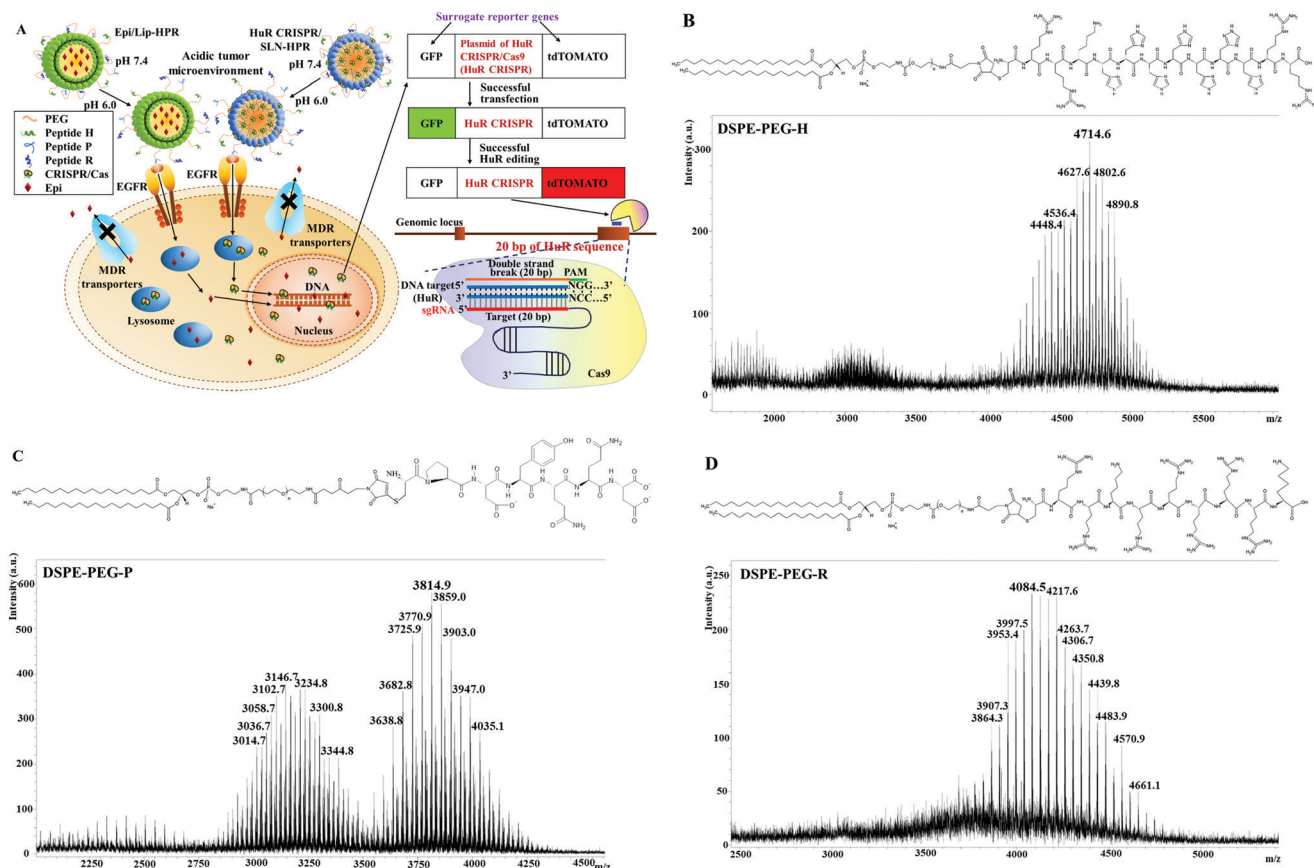 A
Epi/Lip-HPR
pH 7.4
pH 6.0
Acidic tumor
microenvironment
HuR CRISPR/
SLN-HPR
pH 7.4
pH 6.0
PEG
Peptide H
Peptide P
Peptide R
CRISPR/Cas
Epi
EGFR
EGFR
MDR
transporters
MDR
transporters
Lysosome
DNA
Nucleus
Surrogate reporter genes
GFP
Plasmid of HuR
CRISPR/Cas9
(HuR CRISPR)
tdTOMATO
Successful
transfection
GFP
HuR CRISPR
tdTOMATO
Successful
HuR editing
GFP
HuR CRISPR
tdTOMATO
Genomic locus
20 bp of HuR sequence
Double strand
break (20 bp)
PAM
DNA target
(HuR)
5’
NGG...3’
3’
NCC...5’
sgRNA
5’
Target (20 bp)
3’
Cas9
B
DSPE-PEG-H
Intensity (a.u.)
300
200
100
0
4714.6
4627.6
4802.6
4536.4
4890.8
4448.4
2000
3000
3500
4000
4500
5000
5500
m/z
C
DSPE-PEG-P
Intensity (a.u.)
600
500
400
300
200
100
0
3814.9
3859.0
3770.9
3725.9
3903.0
3682.8
3947.0
3638.8
4035.1
3146.7
3102.7
3234.8
3058.7
3036.7
3300.8
3014.7
3344.8
2250
2500
2750
3000
3250
3500
3750
4000
4250
4500
m/z
D
DSPE-PEG-R
Intensity (a.u.)
250
200
150
100
50
0
4084.5
4217.6
3997.5
3953.4
4263.7
4306.7
4350.8
3907.3
3864.3
4439.8
4483.9
4570.9
4661.1
2500
3000
3500
4000
4500
5000
m/z